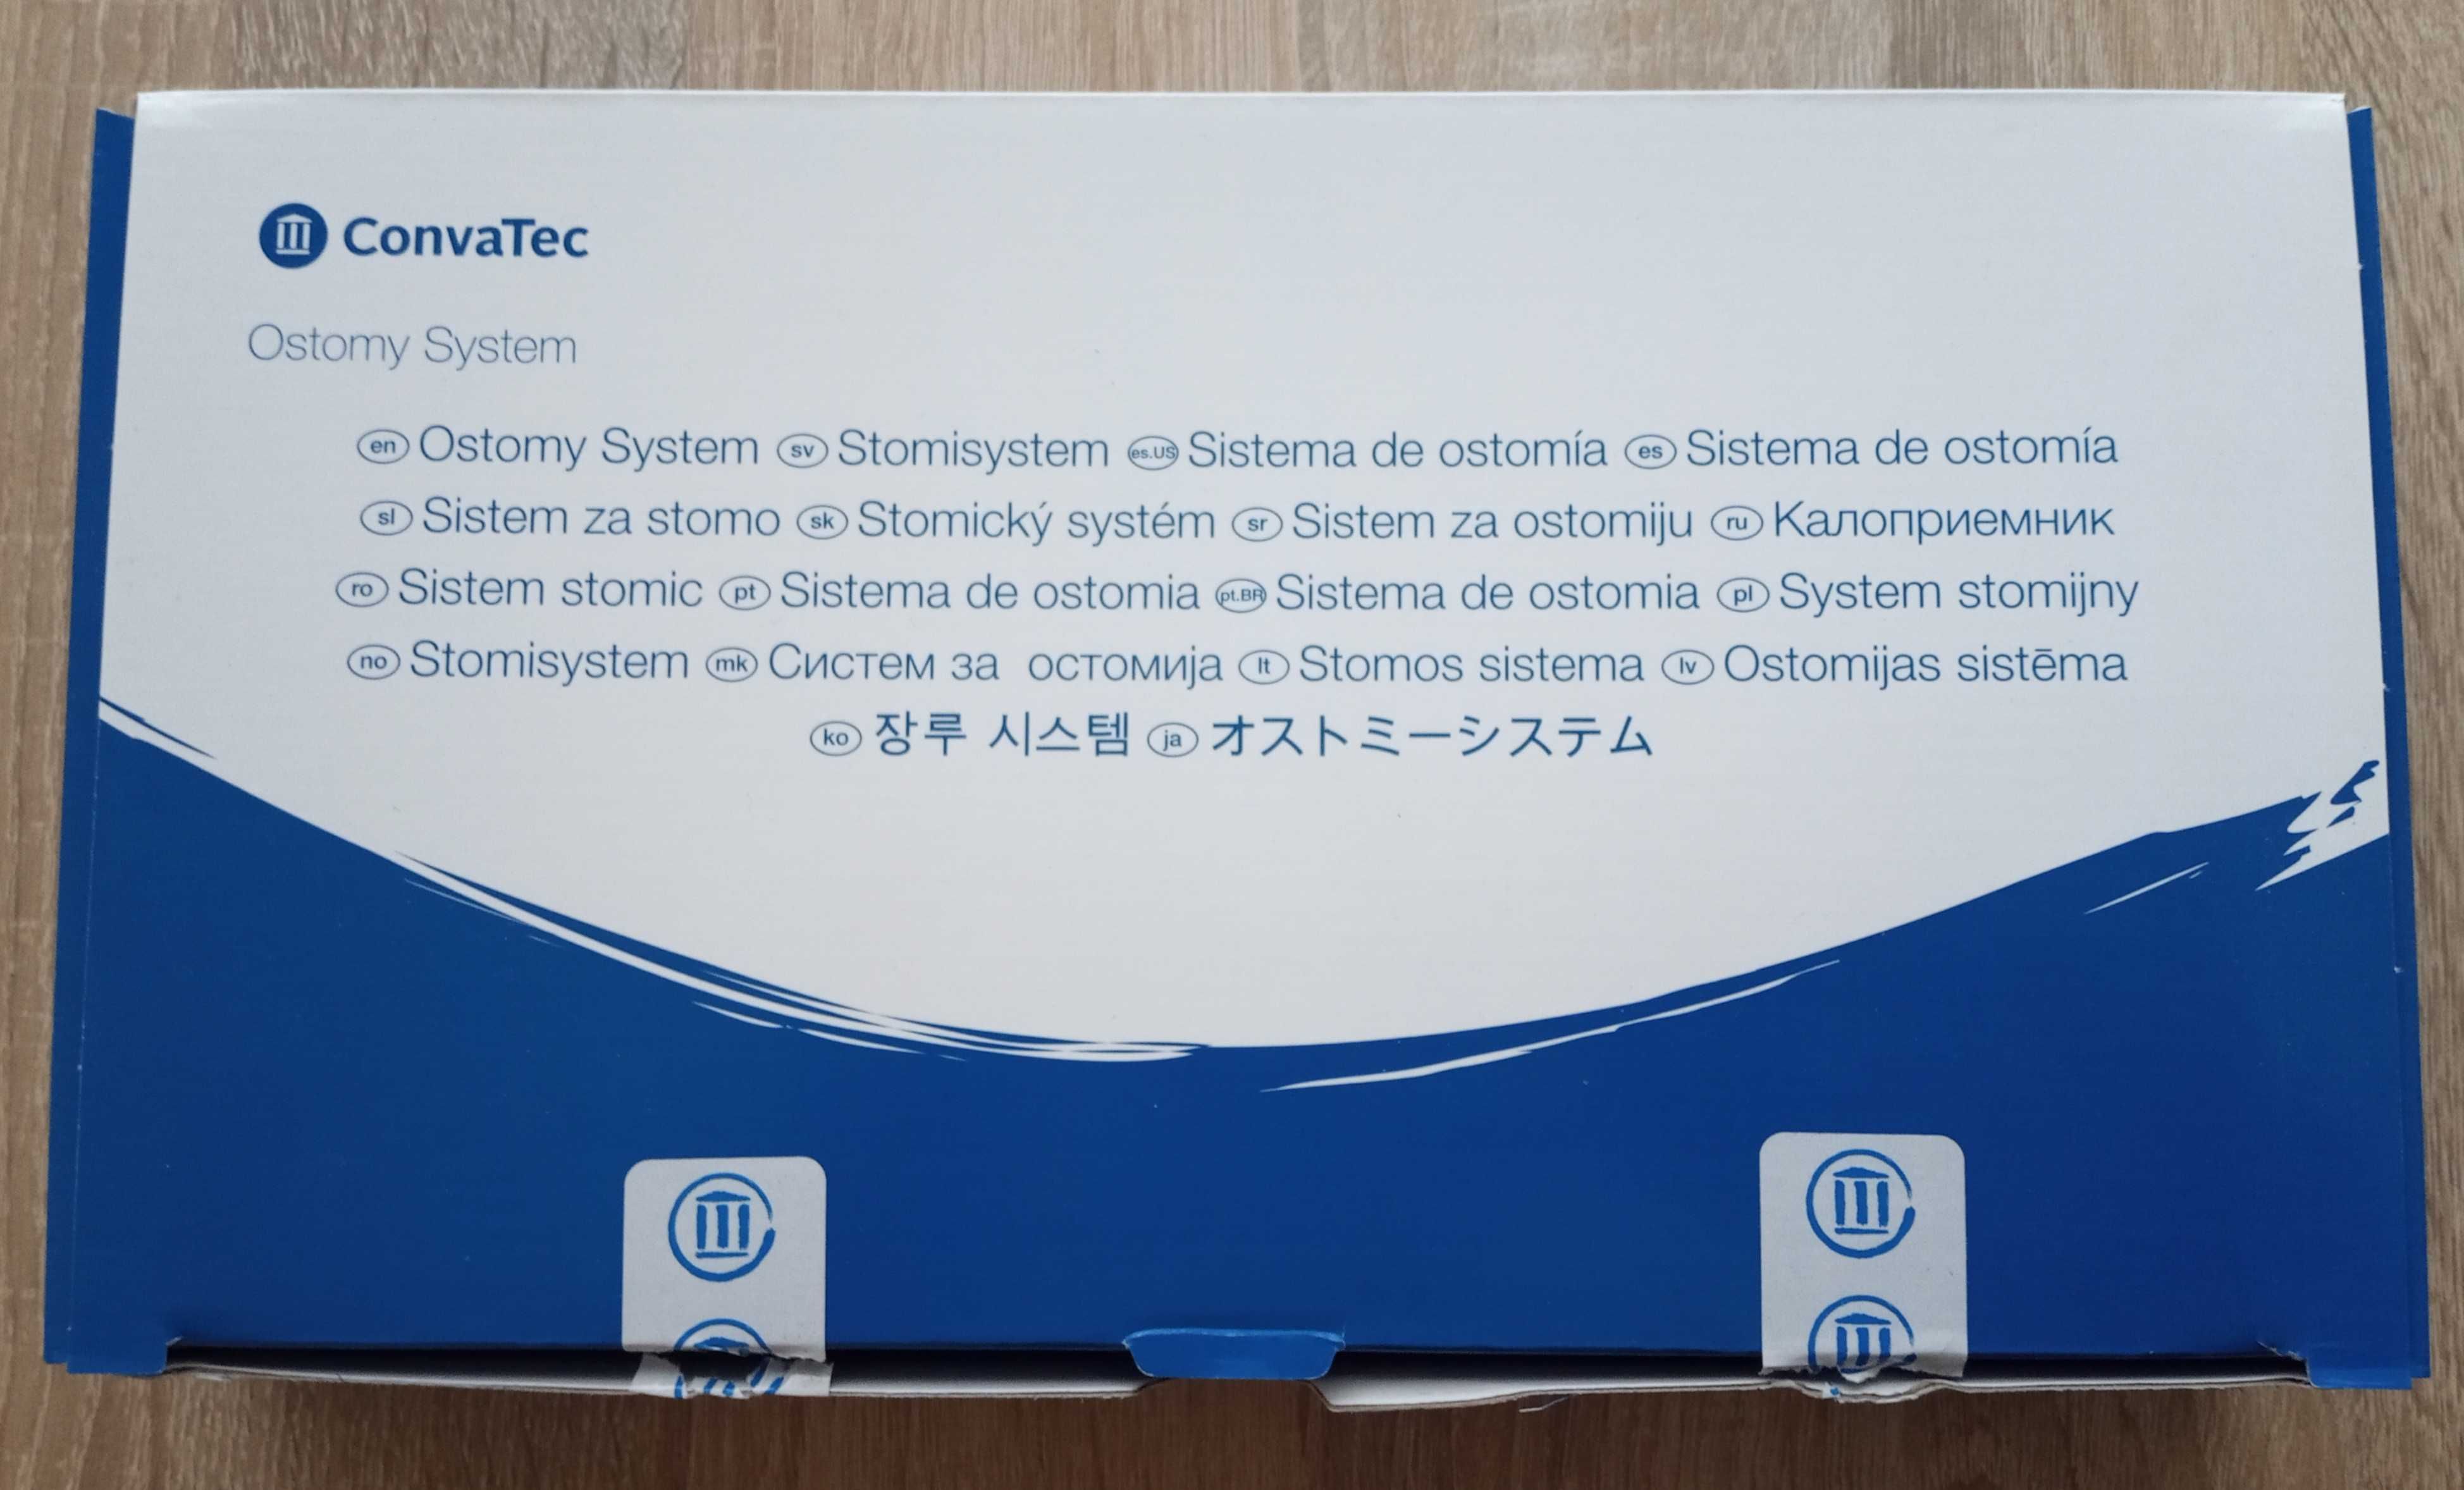 ConvaTec
Ostomy System
en Ostomy System sv Stomisystem es.US Sistema de ostomía es Sistema de ostomía
sl Sistem za stomo sk Stomický systém sr Sistem za ostomiju ru Калоприемник
ro Sistem stomic pt Sistema de ostomia pt.BR Sistema de ostomia pl System stomijny
no Stomisystem mk Систем за остомија lt Stomos sistema lv Ostomijas sistēma
ko 장루 시스템 ja オストミーシステム